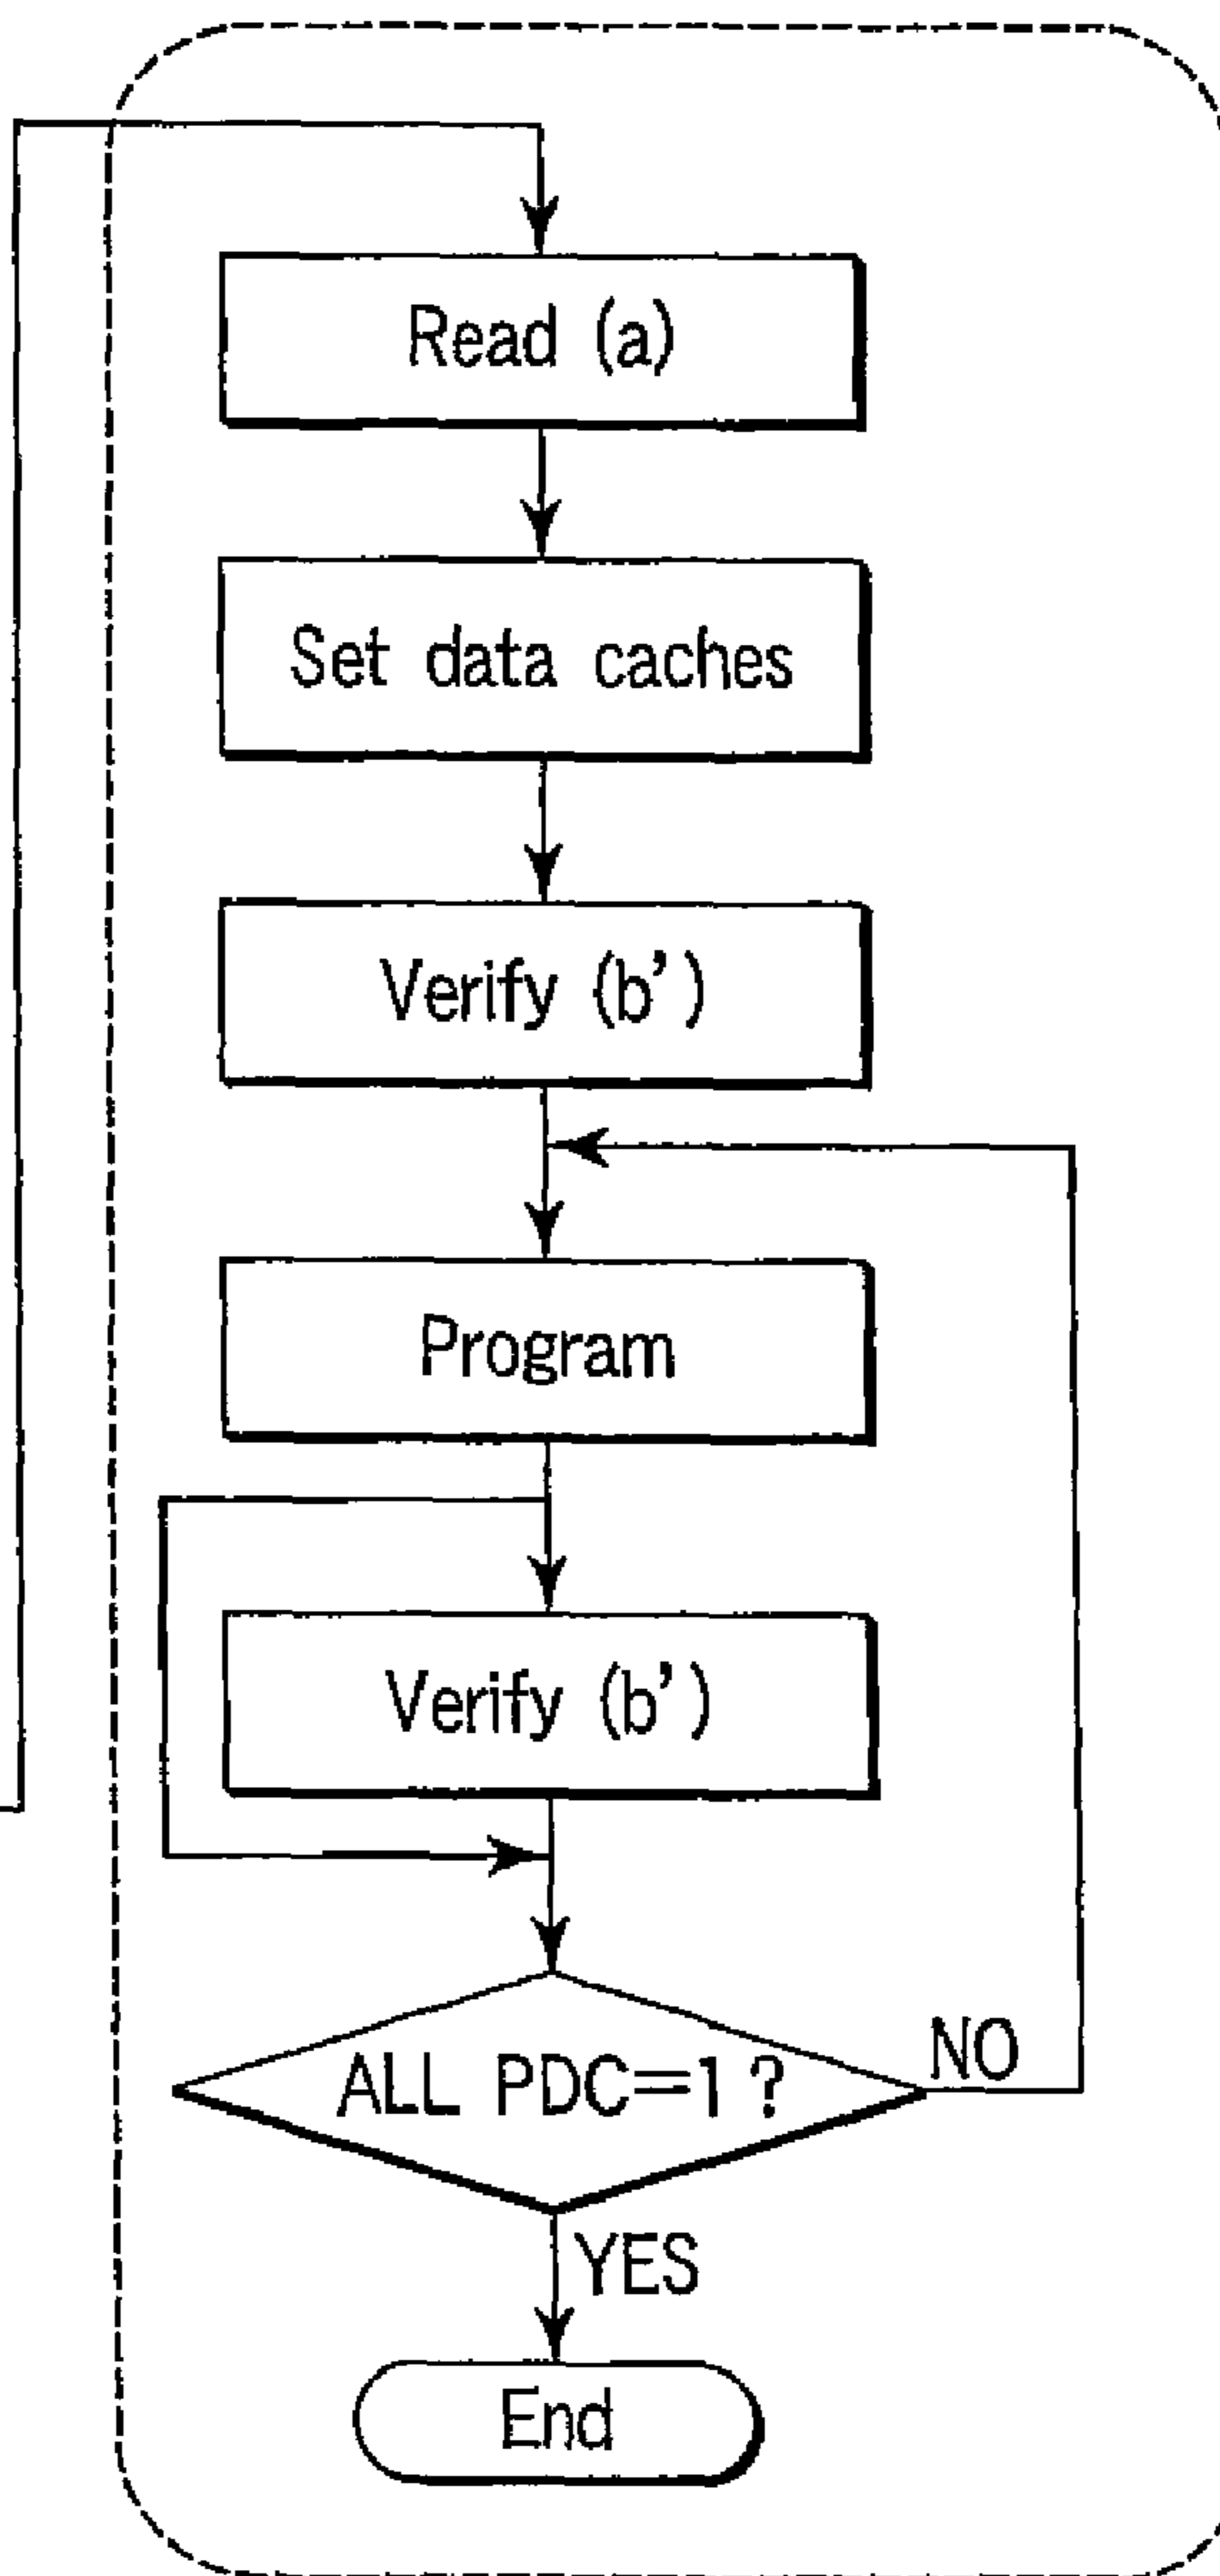 Read (a)
Set data caches
Verify (b’)
Program
Verify (b’)
ALL PDC=1 ?
NO
YES
End